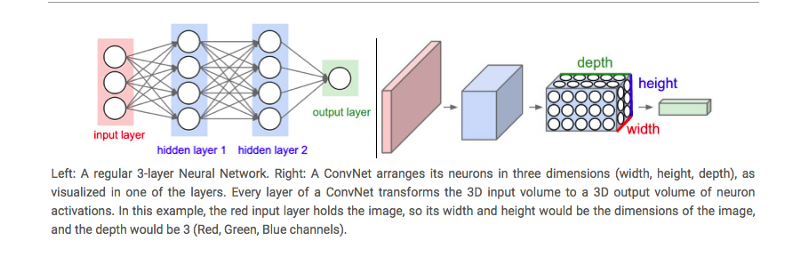 depth
height
output layer
input layer
width
hidden layer 1 hidden layer 2
Left: A regular 3-layer Neural Network. Right: A ConvNet arranges its neurons in three dimensions (width, height, depth), as
visualized in one of the layers. Every layer of a ConvNet transforms the 3D input volume to a 3D output volume of neuron
activations. In this example, the red input layer holds the image, so its width and height would be the dimensions of the image,
and the depth would be 3 (Red, Green, Blue channels).